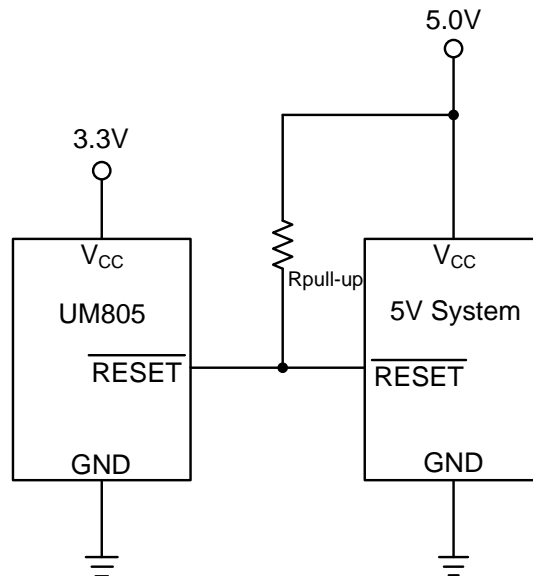 5.0V
3.3V
VCC
UM805
RESET
GND
Rpull-up
VCC
5V System
RESET
GND